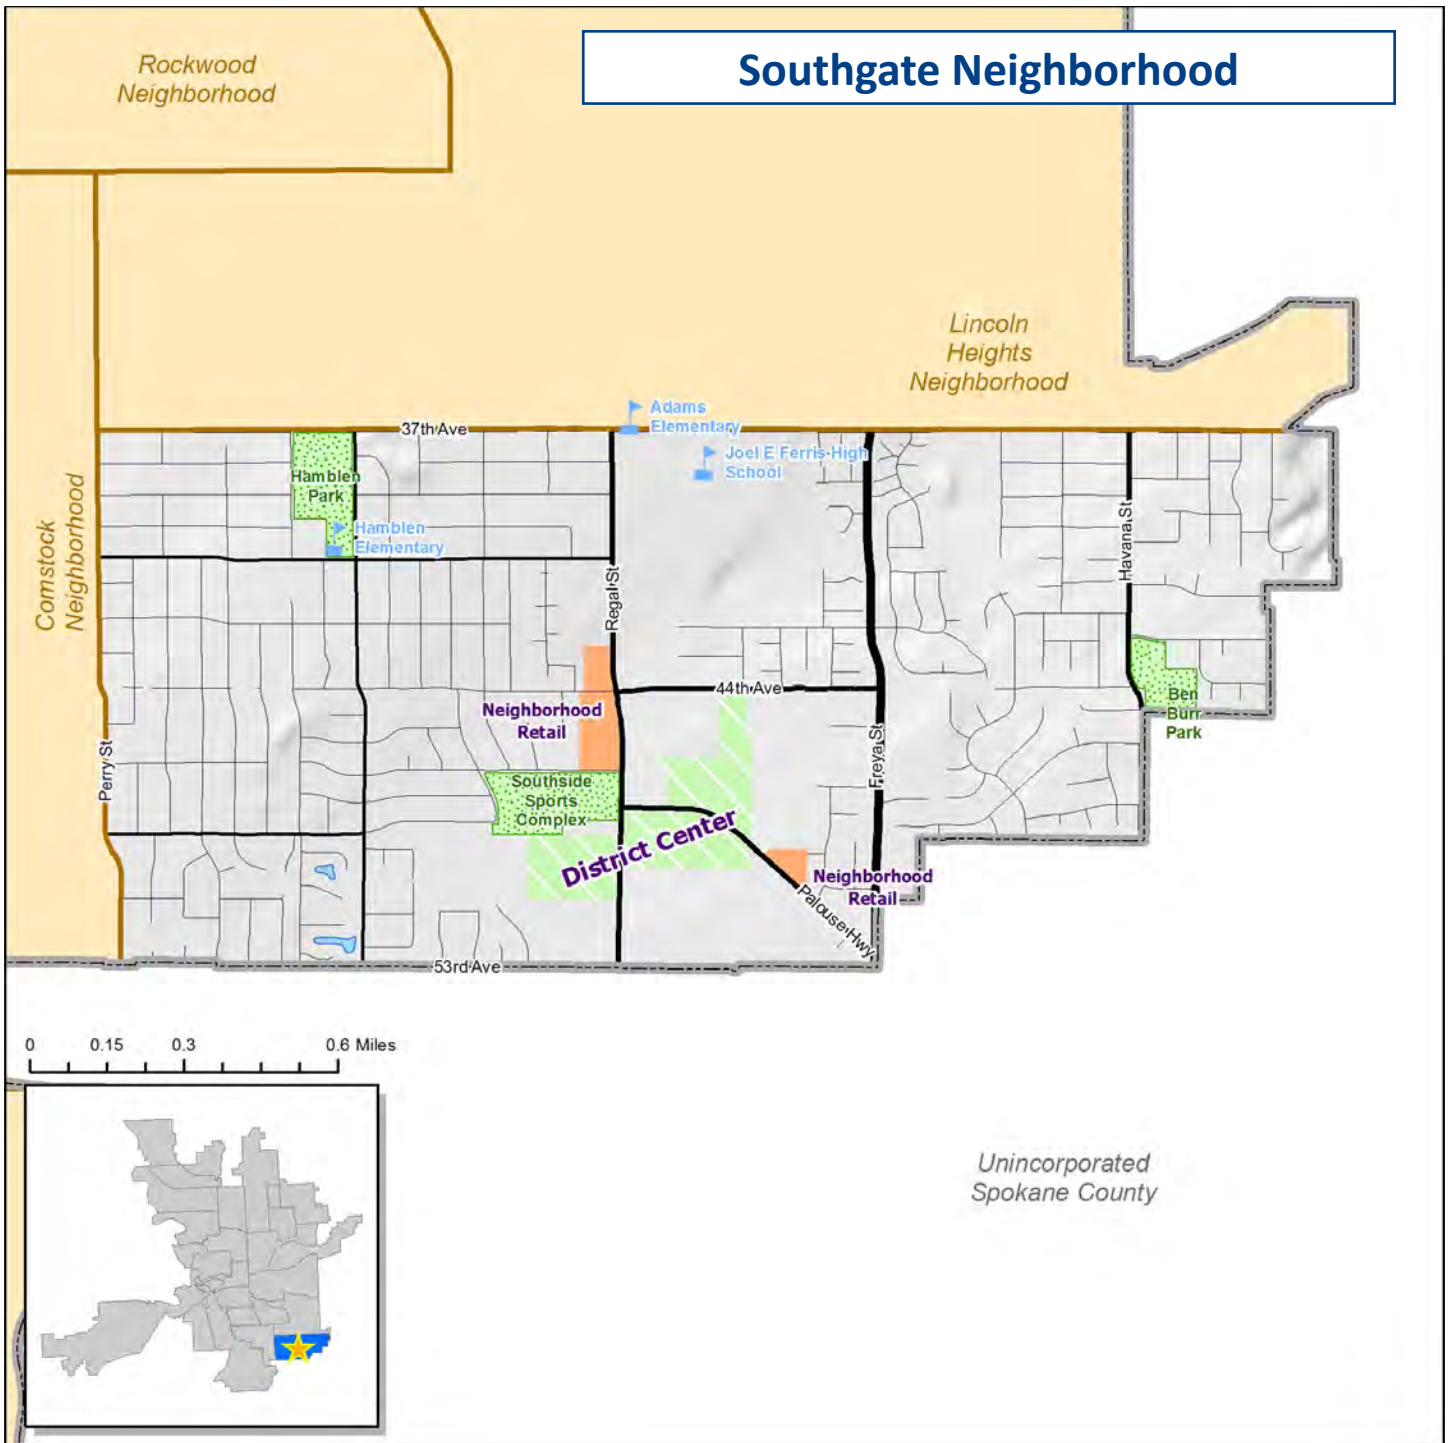 Southgate Neighborhood
Rockwood
Neighborhood
Lincoln
Heights
Neighborhood
Adams
Elementary
37th Ave
Joel E Ferris High
School
Hamblen
Park
Hamblen
Elementary
Comstock
Neighborhood
Regal St
Havana St
44th Ave
Neighborhood
Retail
Ben
Burr
Park
Perry St
Freya St
Southside
Sports
Complex
District Center
Neighborhood
Retail
Palouse Hwy
53rd Ave
0 0.15 0.3 0.6 Miles
Unincorporated
Spokane County